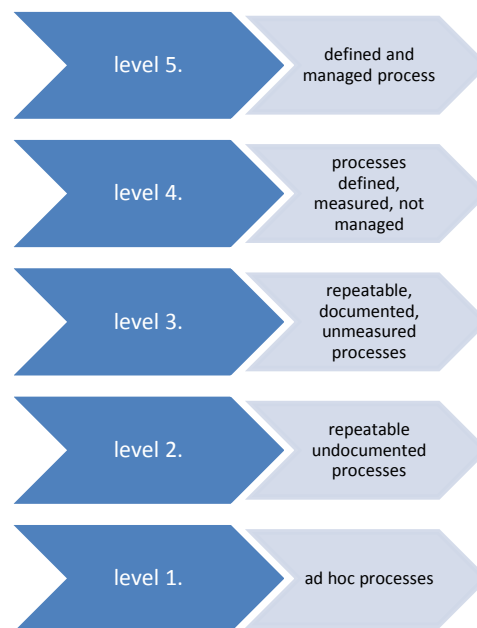 level 5.
defined and
managed process
level 4.
processes
defined,
measured, not
managed
level 3.
repeatable,
documented,
unmeasured
processes
level 2.
repeatable
undocumented
processes
level 1.
ad hoc processes